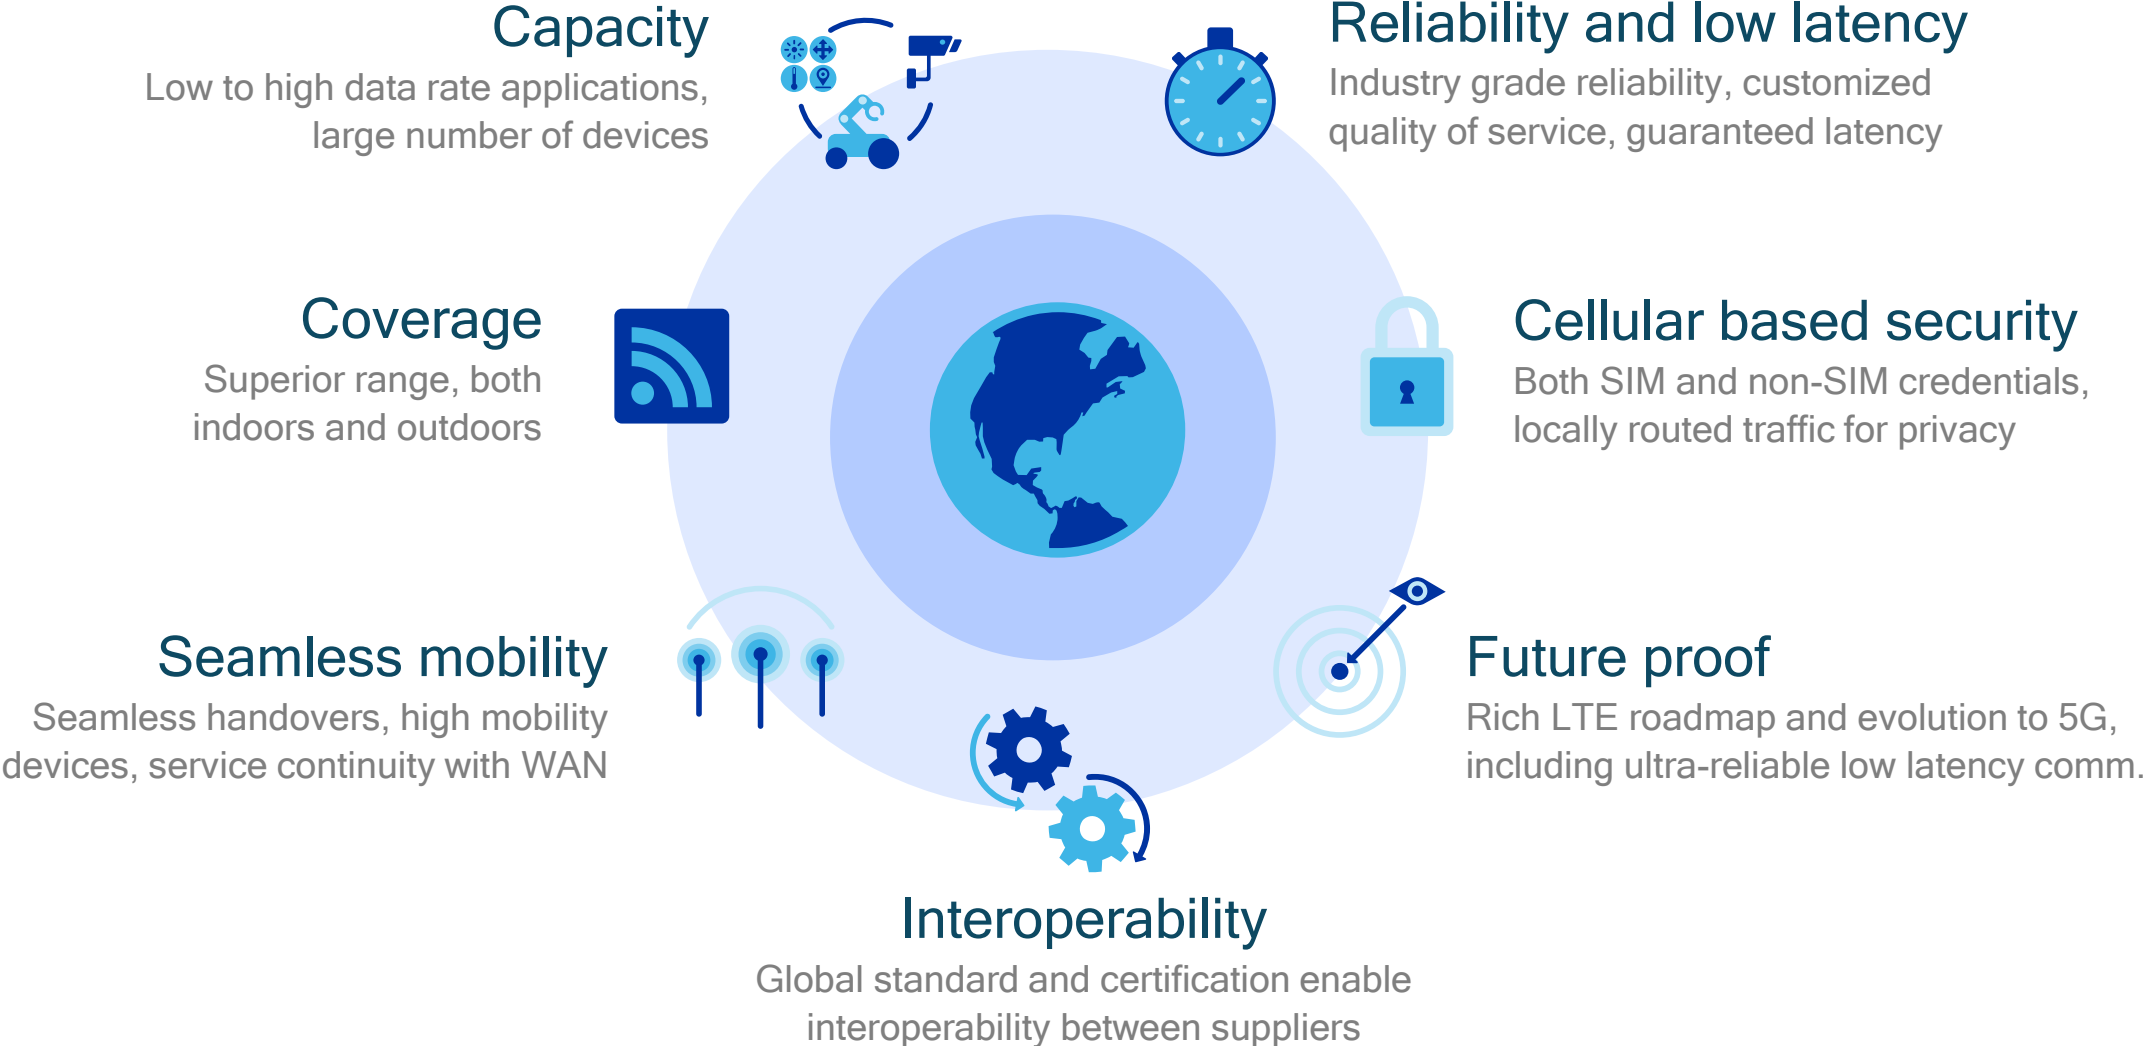 Capacity
Low to high data rate applications,
large number of devices
Reliability and low latency
Industry grade reliability, customized
quality of service, guaranteed latency
Coverage
Superior range, both
indoors and outdoors
Cellular based security
Both SIM and non-SIM credentials,
locally routed traffic for privacy
Seamless mobility
Seamless handovers, high mobility
devices, service continuity with WAN
Future proof
Rich LTE roadmap and evolution to 5G,
including ultra-reliable low latency comm.
Interoperability
Global standard and certification enable
interoperability between suppliers